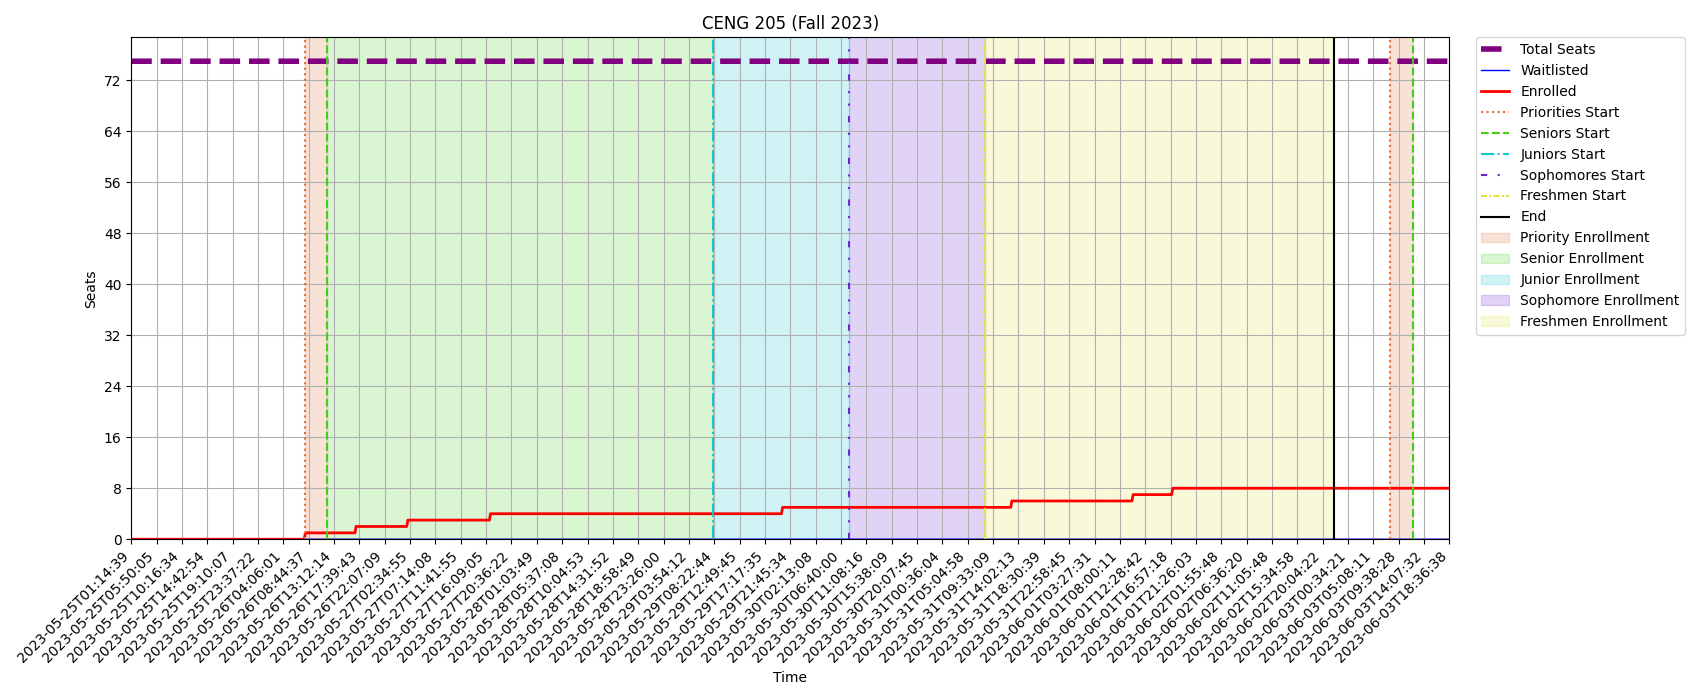 CENG 205 (Fall 2023)
Seats
72
64
56
48
40
32
24
16
8
0
2023-05-25T01:14:39
2023-05-25T05:50:05
2023-05-25T10:16:34
2023-05-25T14:42:54
2023-05-25T19:10:07
2023-05-25T23:37:22
2023-05-26T04:06:01
2023-05-26T08:44:37
2023-05-26T13:12:14
2023-05-26T17:39:43
2023-05-26T22:07:09
2023-05-27T02:34:55
2023-05-27T07:14:08
2023-05-27T11:41:55
2023-05-27T16:09:05
2023-05-27T20:36:22
2023-05-28T01:03:49
2023-05-28T05:37:08
2023-05-28T10:04:53
2023-05-28T14:31:52
2023-05-28T18:58:49
2023-05-28T23:26:00
2023-05-29T03:54:12
2023-05-29T08:22:44
2023-05-29T12:49:45
2023-05-29T17:17:35
2023-05-29T21:45:34
2023-05-30T02:13:08
2023-05-30T06:40:00
2023-05-30T11:08:16
2023-05-30T15:38:09
2023-05-30T20:07:45
2023-05-31T00:36:04
2023-05-31T05:04:58
2023-05-31T09:33:09
2023-05-31T14:02:13
2023-05-31T18:30:39
2023-05-31T22:58:45
2023-06-01T03:27:31
2023-06-01T08:00:11
2023-06-01T12:28:42
2023-06-01T16:57:18
2023-06-01T21:26:03
2023-06-02T01:55:48
2023-06-02T06:36:20
2023-06-02T11:05:48
2023-06-02T15:34:58
2023-06-02T20:04:22
2023-06-03T00:34:21
2023-06-03T05:08:11
2023-06-03T09:38:28
2023-06-03T14:07:32
2023-06-03T18:36:38
Time
Total Seats
Waitlisted
Enrolled
Priorities Start
Seniors Start
Juniors Start
Sophomores Start
Freshmen Start
End
Priority Enrollment
Senior Enrollment
Junior Enrollment
Sophomore Enrollment
Freshmen Enrollment